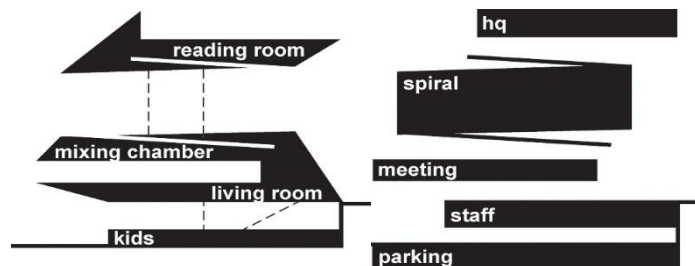 reading room
mixing chamber
living room
kids
hq
spiral
meeting
staff
parking